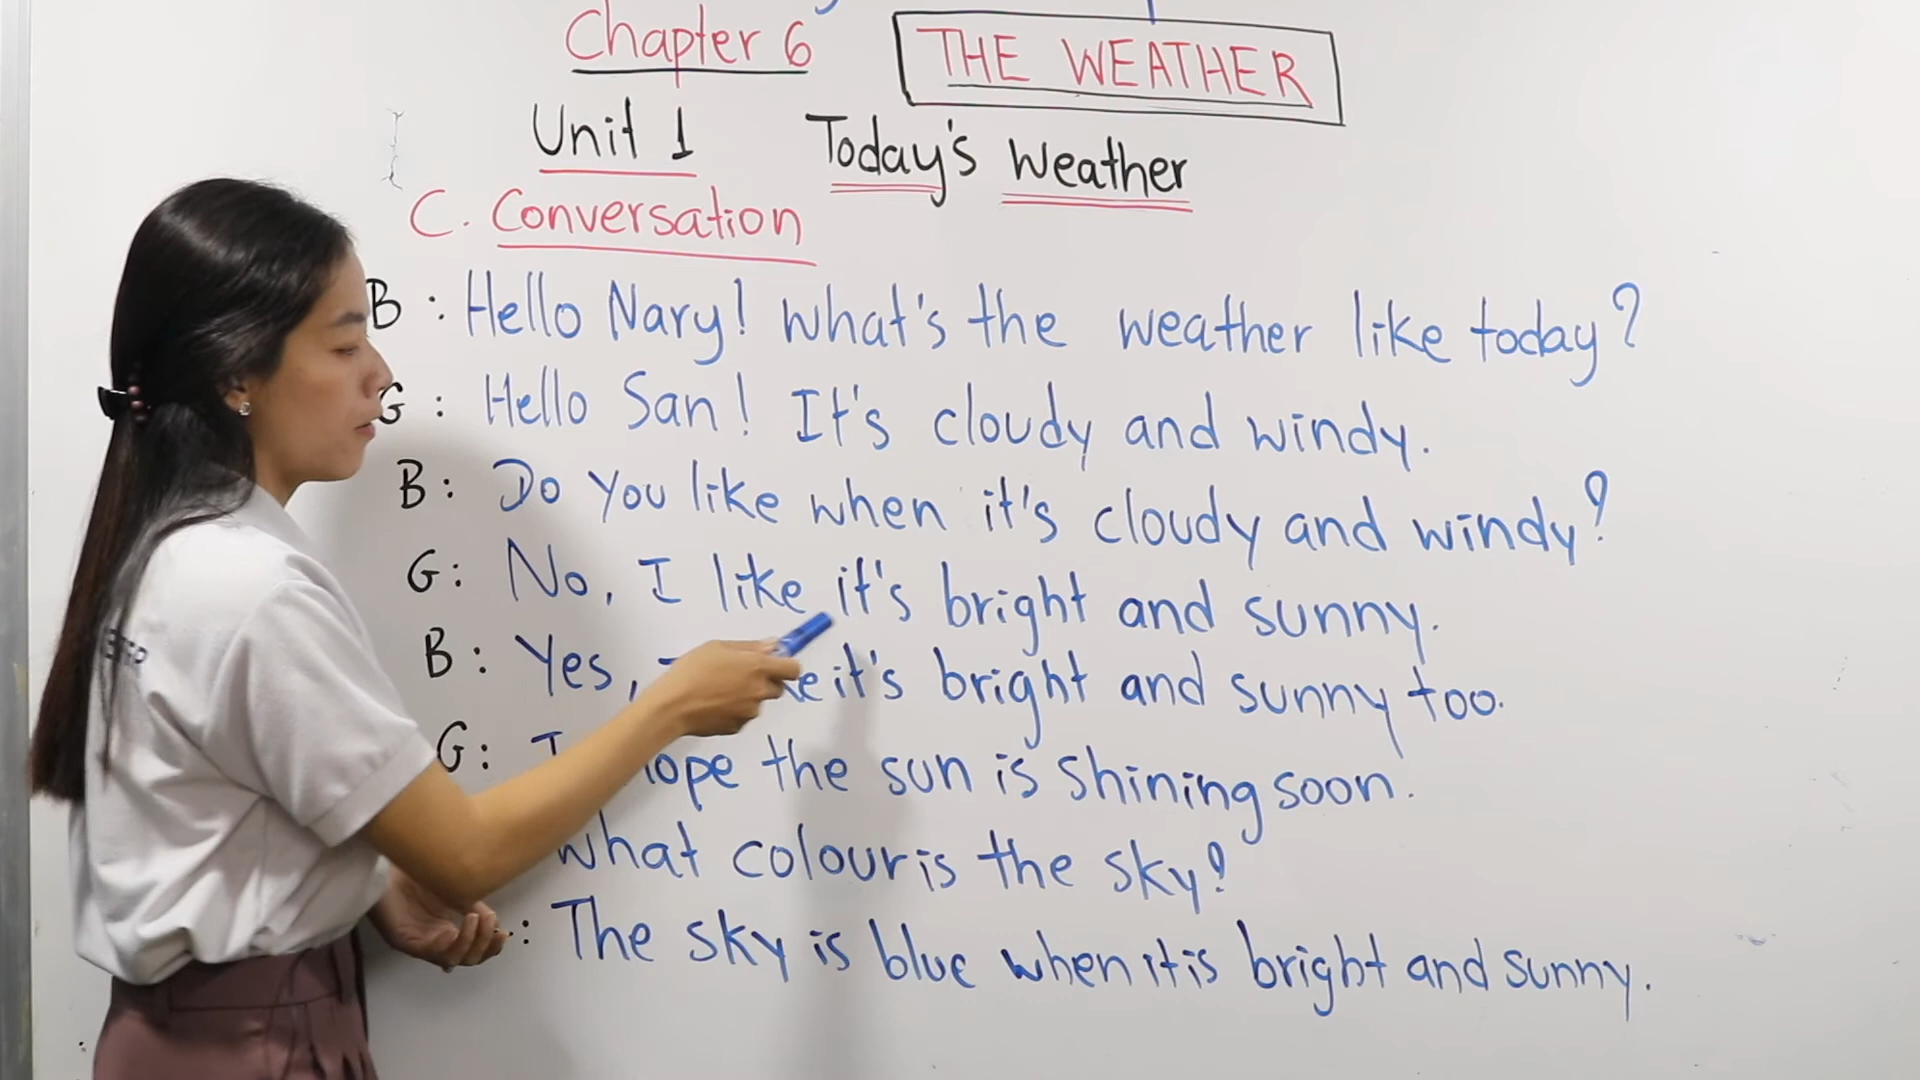 Chapter 6 THE WEATHER
Unit 1 Today's Weather
C. Conversation
B : Hello Nary! What's the weather like today?
G : Hello San! It's cloudy and windy.
B : Do you like when it's cloudy and windy?
G : No, I like it's bright and sunny.
B : Yes, it's bright and sunny too.
G : I the sun is shining soon.
What colour is the sky?
: The sky is blue when it is bright and sunny.